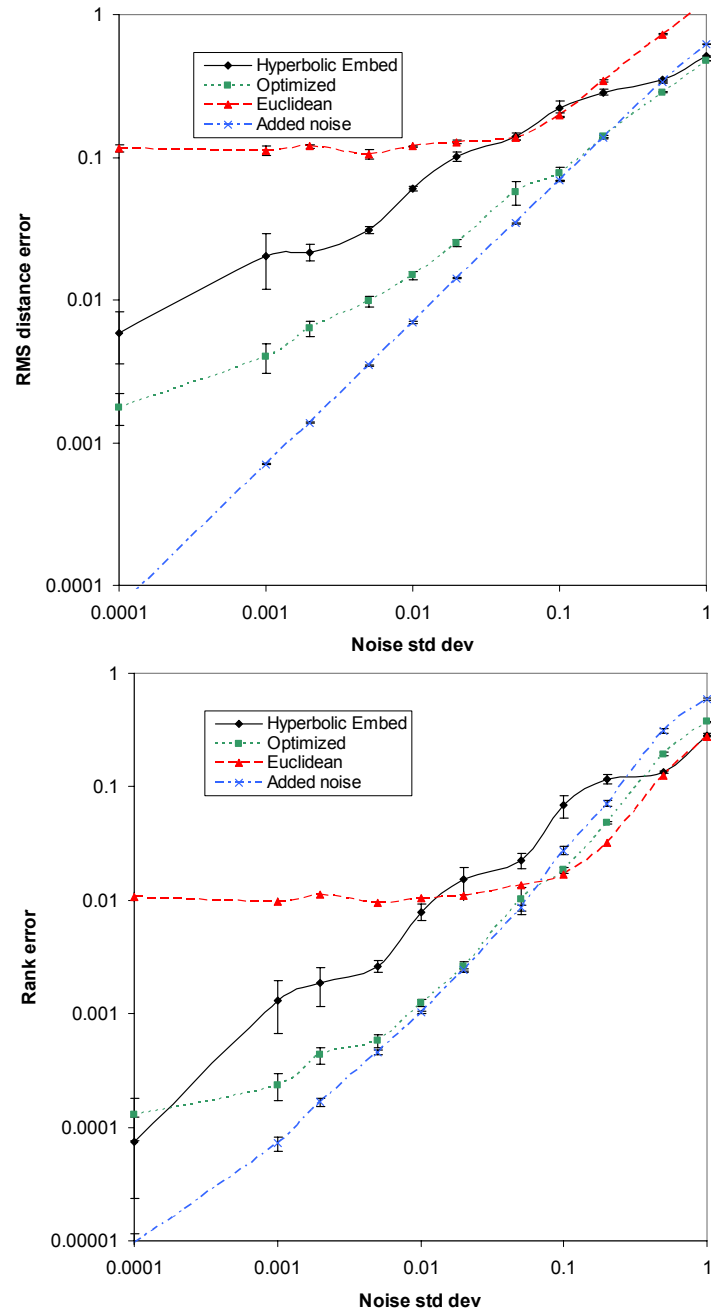 1
Hyperbolic Embed
Optimized
Euclidean
Added noise
0.1
RMS distance error
0.01
0.001
0.0001
0.0001 0.001 0.01 0.1 1
Noise std dev
1
Hyperbolic Embed
Optimized
Euclidean
Added noise
0.1
Rank error
0.01
0.001
0.0001
0.00001
0.0001 0.001 0.01 0.1 1
Noise std dev